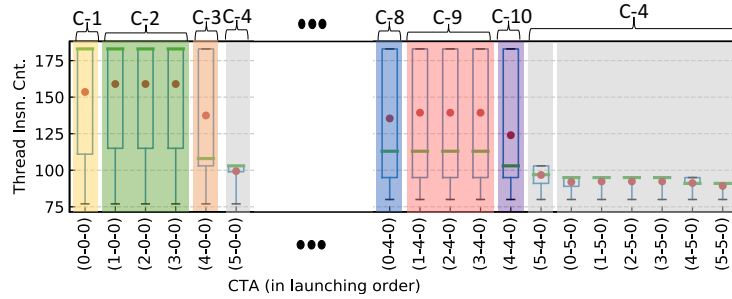 C-1 C-2 C-3 C-4 ••• C-8 C-9 C-10 C-4
Thread Insn. Cnt.
175
150
125
100
75
(0-0-0) (1-0-0) (2-0-0) (3-0-0) (4-0-0) (5-0-0) ••• (0-4-0) (1-4-0) (2-4-0) (3-4-0) (4-4-0) (5-4-0) (0-5-0) (1-5-0) (2-5-0) (3-5-0) (4-5-0) (5-5-0)
CTA (in launching order)